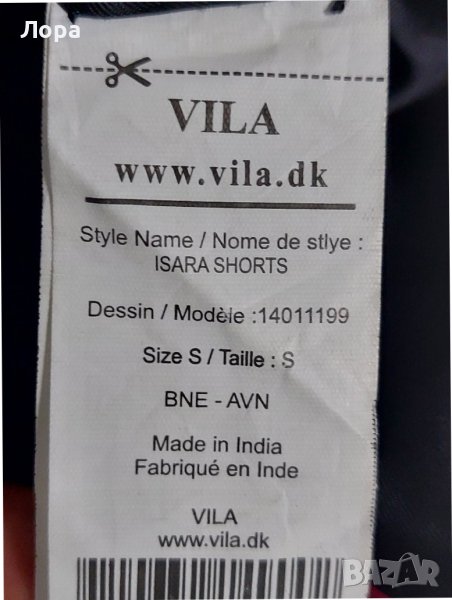 Лора
VILA
www.vila.dk
Style Name / Nome de stlye :
ISARA SHORTS
Dessin / Modèle :14011199
Size S / Taille : S
BNE - AVN
Made in India
Fabriqué en Inde
VILA
www.vila.dk
BAZAR